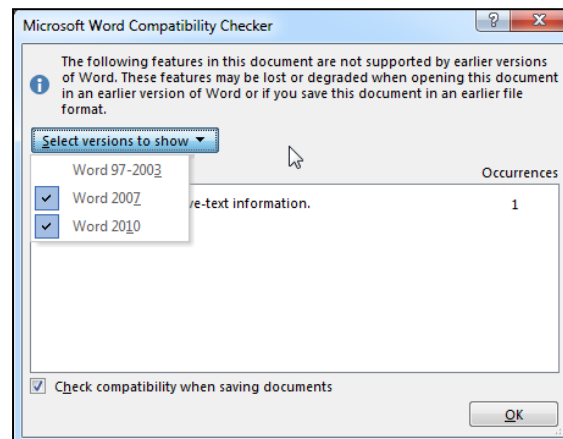 Microsoft Word Compatibility Checker
The following features in this document are not supported by earlier versions
of Word. These features may be lost or degraded when opening this document
in an earlier version of Word or if you save this document in an earlier file
format.
Select versions to show
Word 97-2003
Occurrences
Word 2007
ve-text information.
1
Word 2010
Check compatibility when saving documents
OK